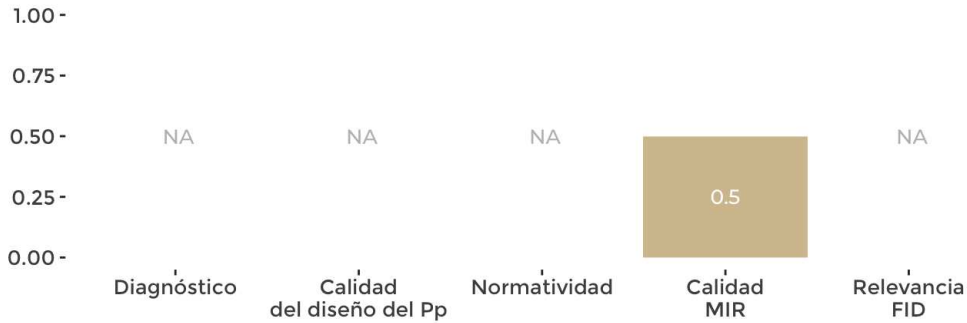 1.00
0.75
0.50
0.25
0.00
NA
NA
NA
0.5
NA
Diagnóstico
Calidad
del diseño del Pp
Normatividad
Calidad
MIR
Relevancia
FID